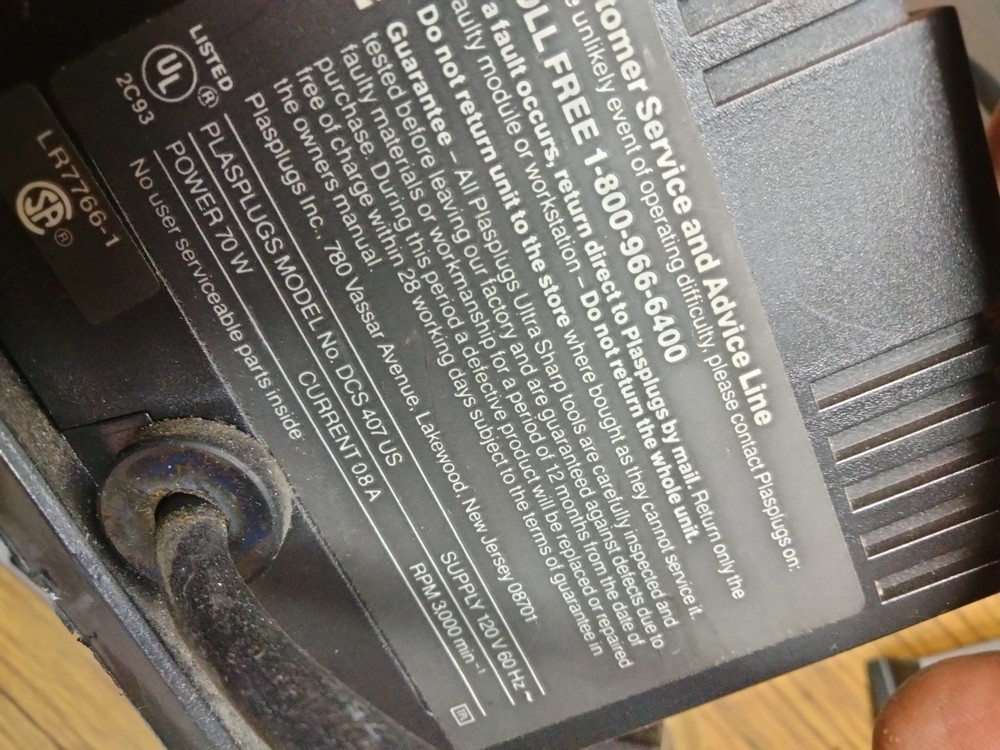 tomer Service and Advice Line
e unlikely event of operating difficulty, please contact Plasplugs on:
OLL FREE 1-800-966-6400
a fault occurs, return direct to Plasplugs by mail. Return only the
aulty module or workstation – Do not return the whole unit.
Do not return unit to the store where bought as they cannot service it.
Guarantee – All Plasplugs Ultra Sharp tools are carefully inspected and
tested before leaving our factory and are guaranteed against defects due to
faulty materials or workmanship for a period of 12 months from the date of
purchase. During this period a defective product will be replaced or repaired
free of charge within 28 working days subject to the terms of guarantee in
the owners manual.
Plasplugs Inc., 780 Vassar Avenue, Lakewood, New Jersey 08701
LISTED
UL ®
2C93
PLASPLUGS MODEL No. DCS 407 US SUPPLY 120 V 60 Hz ~
POWER 70 W CURRENT 0.8 A RPM 3,000 min⁻¹
No user serviceable parts inside
LR7766-1
SA ®